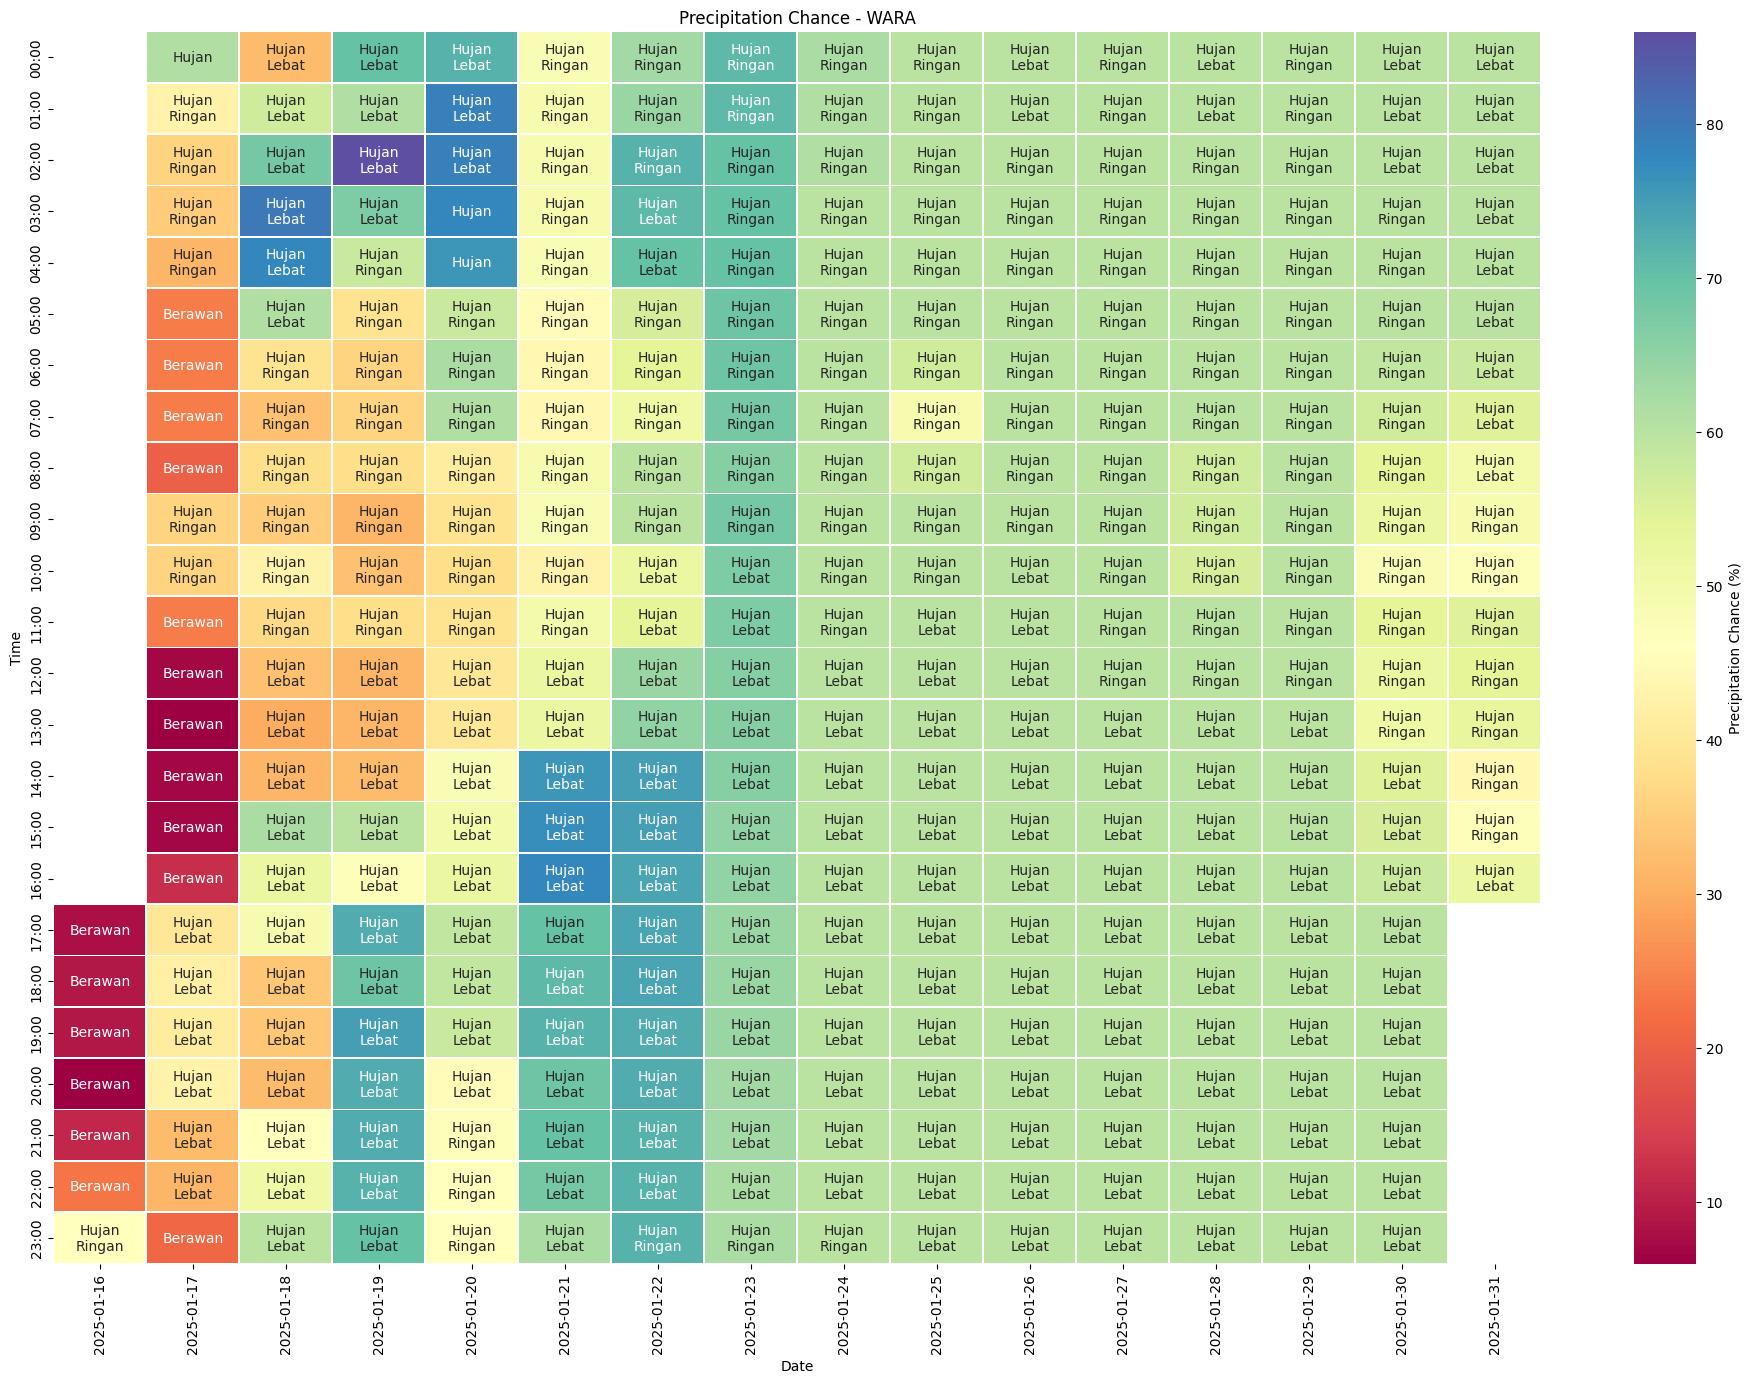 Precipitation Chance - WARA
00:00 Hujan Hujan Lebat Hujan Lebat Hujan Lebat Hujan Ringan Hujan Ringan Hujan Ringan Hujan Ringan Hujan Ringan Hujan Lebat Hujan Ringan Hujan Lebat Hujan Ringan Hujan Lebat Hujan Lebat
01:00 Hujan Ringan Hujan Lebat Hujan Lebat Hujan Lebat Hujan Ringan Hujan Ringan Hujan Ringan Hujan Ringan Hujan Ringan Hujan Lebat Hujan Ringan Hujan Lebat Hujan Ringan Hujan Lebat Hujan Lebat
02:00 Hujan Ringan Hujan Lebat Hujan Lebat Hujan Lebat Hujan Ringan Hujan Ringan Hujan Ringan Hujan Ringan Hujan Ringan Hujan Ringan Hujan Ringan Hujan Ringan Hujan Ringan Hujan Lebat Hujan Lebat
03:00 Hujan Ringan Hujan Lebat Hujan Lebat Hujan Hujan Ringan Hujan Lebat Hujan Ringan Hujan Ringan Hujan Ringan Hujan Ringan Hujan Ringan Hujan Ringan Hujan Ringan Hujan Ringan Hujan Lebat
04:00 Hujan Ringan Hujan Lebat Hujan Ringan Hujan Hujan Ringan Hujan Lebat Hujan Ringan Hujan Ringan Hujan Ringan Hujan Ringan Hujan Ringan Hujan Ringan Hujan Ringan Hujan Ringan Hujan Lebat
05:00 Berawan Hujan Lebat Hujan Ringan Hujan Ringan Hujan Ringan Hujan Ringan Hujan Ringan Hujan Ringan Hujan Ringan Hujan Ringan Hujan Ringan Hujan Ringan Hujan Ringan Hujan Ringan Hujan Lebat
06:00 Berawan Hujan Ringan Hujan Ringan Hujan Ringan Hujan Ringan Hujan Ringan Hujan Ringan Hujan Ringan Hujan Ringan Hujan Ringan Hujan Ringan Hujan Ringan Hujan Ringan Hujan Ringan Hujan Lebat
07:00 Berawan Hujan Ringan Hujan Ringan Hujan Ringan Hujan Ringan Hujan Ringan Hujan Ringan Hujan Ringan Hujan Ringan Hujan Ringan Hujan Ringan Hujan Ringan Hujan Ringan Hujan Ringan Hujan Lebat
08:00 Berawan Hujan Ringan Hujan Ringan Hujan Ringan Hujan Ringan Hujan Ringan Hujan Ringan Hujan Ringan Hujan Ringan Hujan Ringan Hujan Ringan Hujan Ringan Hujan Ringan Hujan Ringan Hujan Lebat
09:00 Hujan Ringan Hujan Ringan Hujan Ringan Hujan Ringan Hujan Ringan Hujan Ringan Hujan Ringan Hujan Ringan Hujan Ringan Hujan Ringan Hujan Ringan Hujan Ringan Hujan Ringan Hujan Ringan Hujan Ringan
10:00 Hujan Ringan Hujan Ringan Hujan Ringan Hujan Ringan Hujan Ringan Hujan Lebat Hujan Lebat Hujan Ringan Hujan Ringan Hujan Lebat Hujan Ringan Hujan Ringan Hujan Ringan Hujan Ringan Hujan Ringan
11:00 Berawan Hujan Ringan Hujan Ringan Hujan Ringan Hujan Ringan Hujan Lebat Hujan Lebat Hujan Ringan Hujan Lebat Hujan Lebat Hujan Ringan Hujan Ringan Hujan Ringan Hujan Ringan Hujan Ringan
12:00 Berawan Hujan Lebat Hujan Lebat Hujan Lebat Hujan Lebat Hujan Lebat Hujan Lebat Hujan Lebat Hujan Lebat Hujan Lebat Hujan Ringan Hujan Ringan Hujan Ringan Hujan Ringan Hujan Ringan
13:00 Berawan Hujan Lebat Hujan Lebat Hujan Lebat Hujan Lebat Hujan Lebat Hujan Lebat Hujan Lebat Hujan Lebat Hujan Lebat Hujan Lebat Hujan Lebat Hujan Lebat Hujan Ringan Hujan Ringan
14:00 Berawan Hujan Lebat Hujan Lebat Hujan Lebat Hujan Lebat Hujan Lebat Hujan Lebat Hujan Lebat Hujan Lebat Hujan Lebat Hujan Lebat Hujan Lebat Hujan Lebat Hujan Lebat Hujan Ringan
15:00 Berawan Hujan Lebat Hujan Lebat Hujan Lebat Hujan Lebat Hujan Lebat Hujan Lebat Hujan Lebat Hujan Lebat Hujan Lebat Hujan Lebat Hujan Lebat Hujan Lebat Hujan Lebat Hujan Ringan
16:00 Berawan Hujan Lebat Hujan Lebat Hujan Lebat Hujan Lebat Hujan Lebat Hujan Lebat Hujan Lebat Hujan Lebat Hujan Lebat Hujan Lebat Hujan Lebat Hujan Lebat Hujan Lebat Hujan Lebat
17:00 Berawan Hujan Lebat Hujan Lebat Hujan Lebat Hujan Lebat Hujan Lebat Hujan Lebat Hujan Lebat Hujan Lebat Hujan Lebat Hujan Lebat Hujan Lebat Hujan Lebat Hujan Lebat Hujan Lebat
18:00 Berawan Hujan Lebat Hujan Lebat Hujan Lebat Hujan Lebat Hujan Lebat Hujan Lebat Hujan Lebat Hujan Lebat Hujan Lebat Hujan Lebat Hujan Lebat Hujan Lebat Hujan Lebat Hujan Lebat
19:00 Berawan Hujan Lebat Hujan Lebat Hujan Lebat Hujan Lebat Hujan Lebat Hujan Lebat Hujan Lebat Hujan Lebat Hujan Lebat Hujan Lebat Hujan Lebat Hujan Lebat Hujan Lebat Hujan Lebat
20:00 Berawan Hujan Lebat Hujan Lebat Hujan Lebat Hujan Lebat Hujan Lebat Hujan Lebat Hujan Lebat Hujan Lebat Hujan Lebat Hujan Lebat Hujan Lebat Hujan Lebat Hujan Lebat Hujan Lebat
21:00 Berawan Hujan Lebat Hujan Lebat Hujan Lebat Hujan Ringan Hujan Lebat Hujan Lebat Hujan Lebat Hujan Lebat Hujan Lebat Hujan Lebat Hujan Lebat Hujan Lebat Hujan Lebat Hujan Lebat
22:00 Berawan Hujan Lebat Hujan Lebat Hujan Lebat Hujan Ringan Hujan Lebat Hujan Lebat Hujan Lebat Hujan Lebat Hujan Lebat Hujan Lebat Hujan Lebat Hujan Lebat Hujan Lebat Hujan Lebat
23:00 Hujan Ringan Berawan Hujan Lebat Hujan Lebat Hujan Ringan Hujan Lebat Hujan Ringan Hujan Ringan Hujan Ringan Hujan Lebat Hujan Lebat Hujan Lebat Hujan Lebat Hujan Lebat Hujan Lebat
Time
2025-01-16 2025-01-17 2025-01-18 2025-01-19 2025-01-20 2025-01-21 2025-01-22 2025-01-23 2025-01-24 2025-01-25 2025-01-26 2025-01-27 2025-01-28 2025-01-29 2025-01-30 2025-01-31
Date
80
70
60
50
40
30
20
10
Precipitation Chance (%)